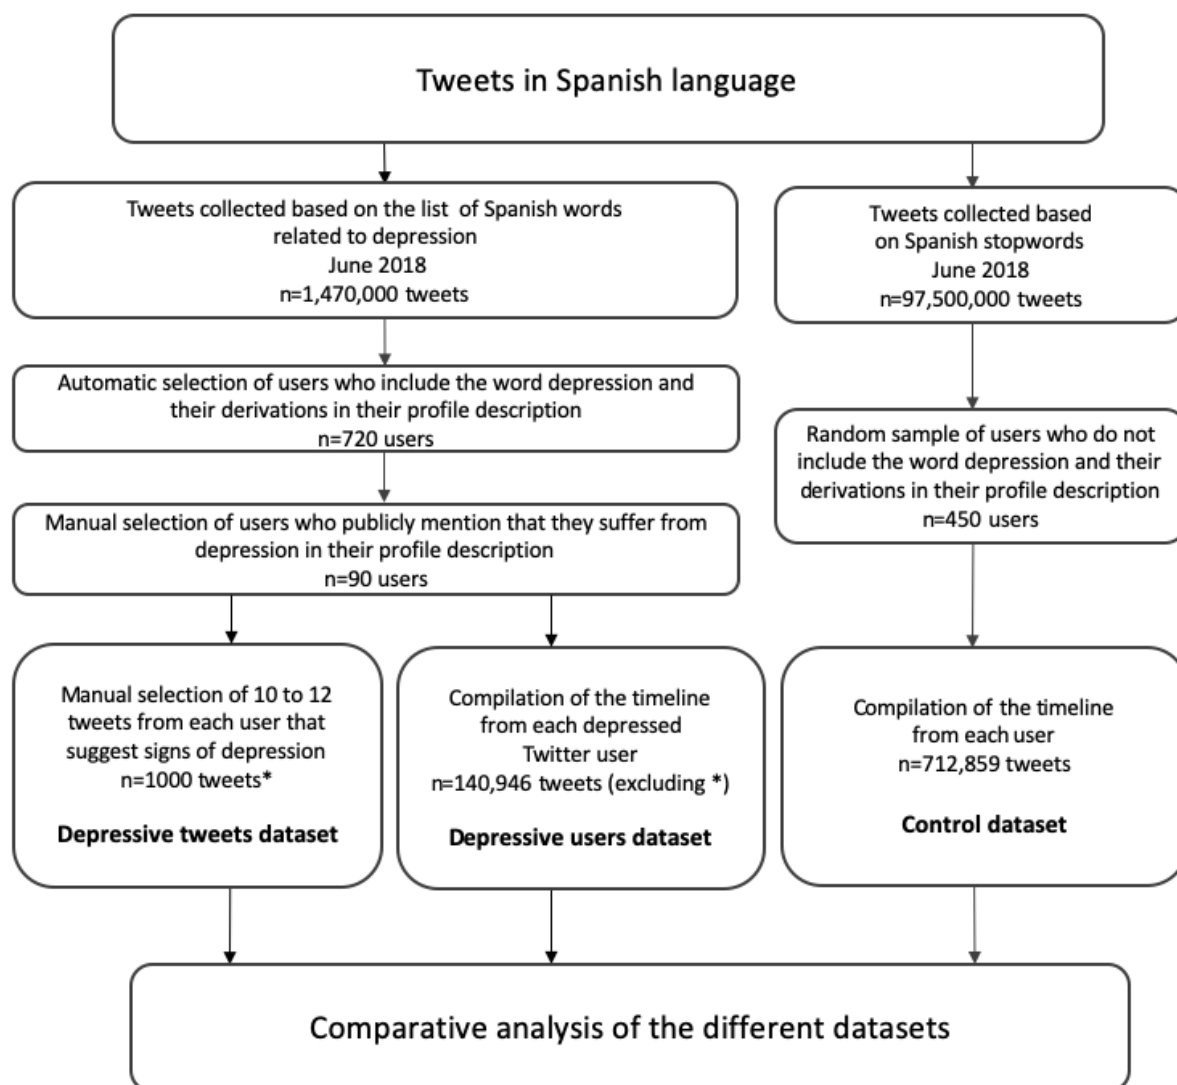 Tweets in Spanish language
Tweets collected based on the list of Spanish words
related to depression
June 2018
n=1,470,000 tweets
Tweets collected based
on Spanish stopwords
June 2018
n=97,500,000 tweets
Automatic selection of users who include the word depression and
their derivations in their profile description
n=720 users
Random sample of users who do not
include the word depression and their
derivations in their profile description
n=450 users
Manual selection of users who publicly mention that they suffer from
depression in their profile description
n=90 users
Manual selection of 10 to 12
tweets from each user that
suggest signs of depression
n=1000 tweets*
Depressive tweets dataset
Compilation of the timeline
from each depressed
Twitter user
n=140,946 tweets (excluding *)
Depressive users dataset
Compilation of the timeline
from each user
n=712,859 tweets
Control dataset
Comparative analysis of the different datasets